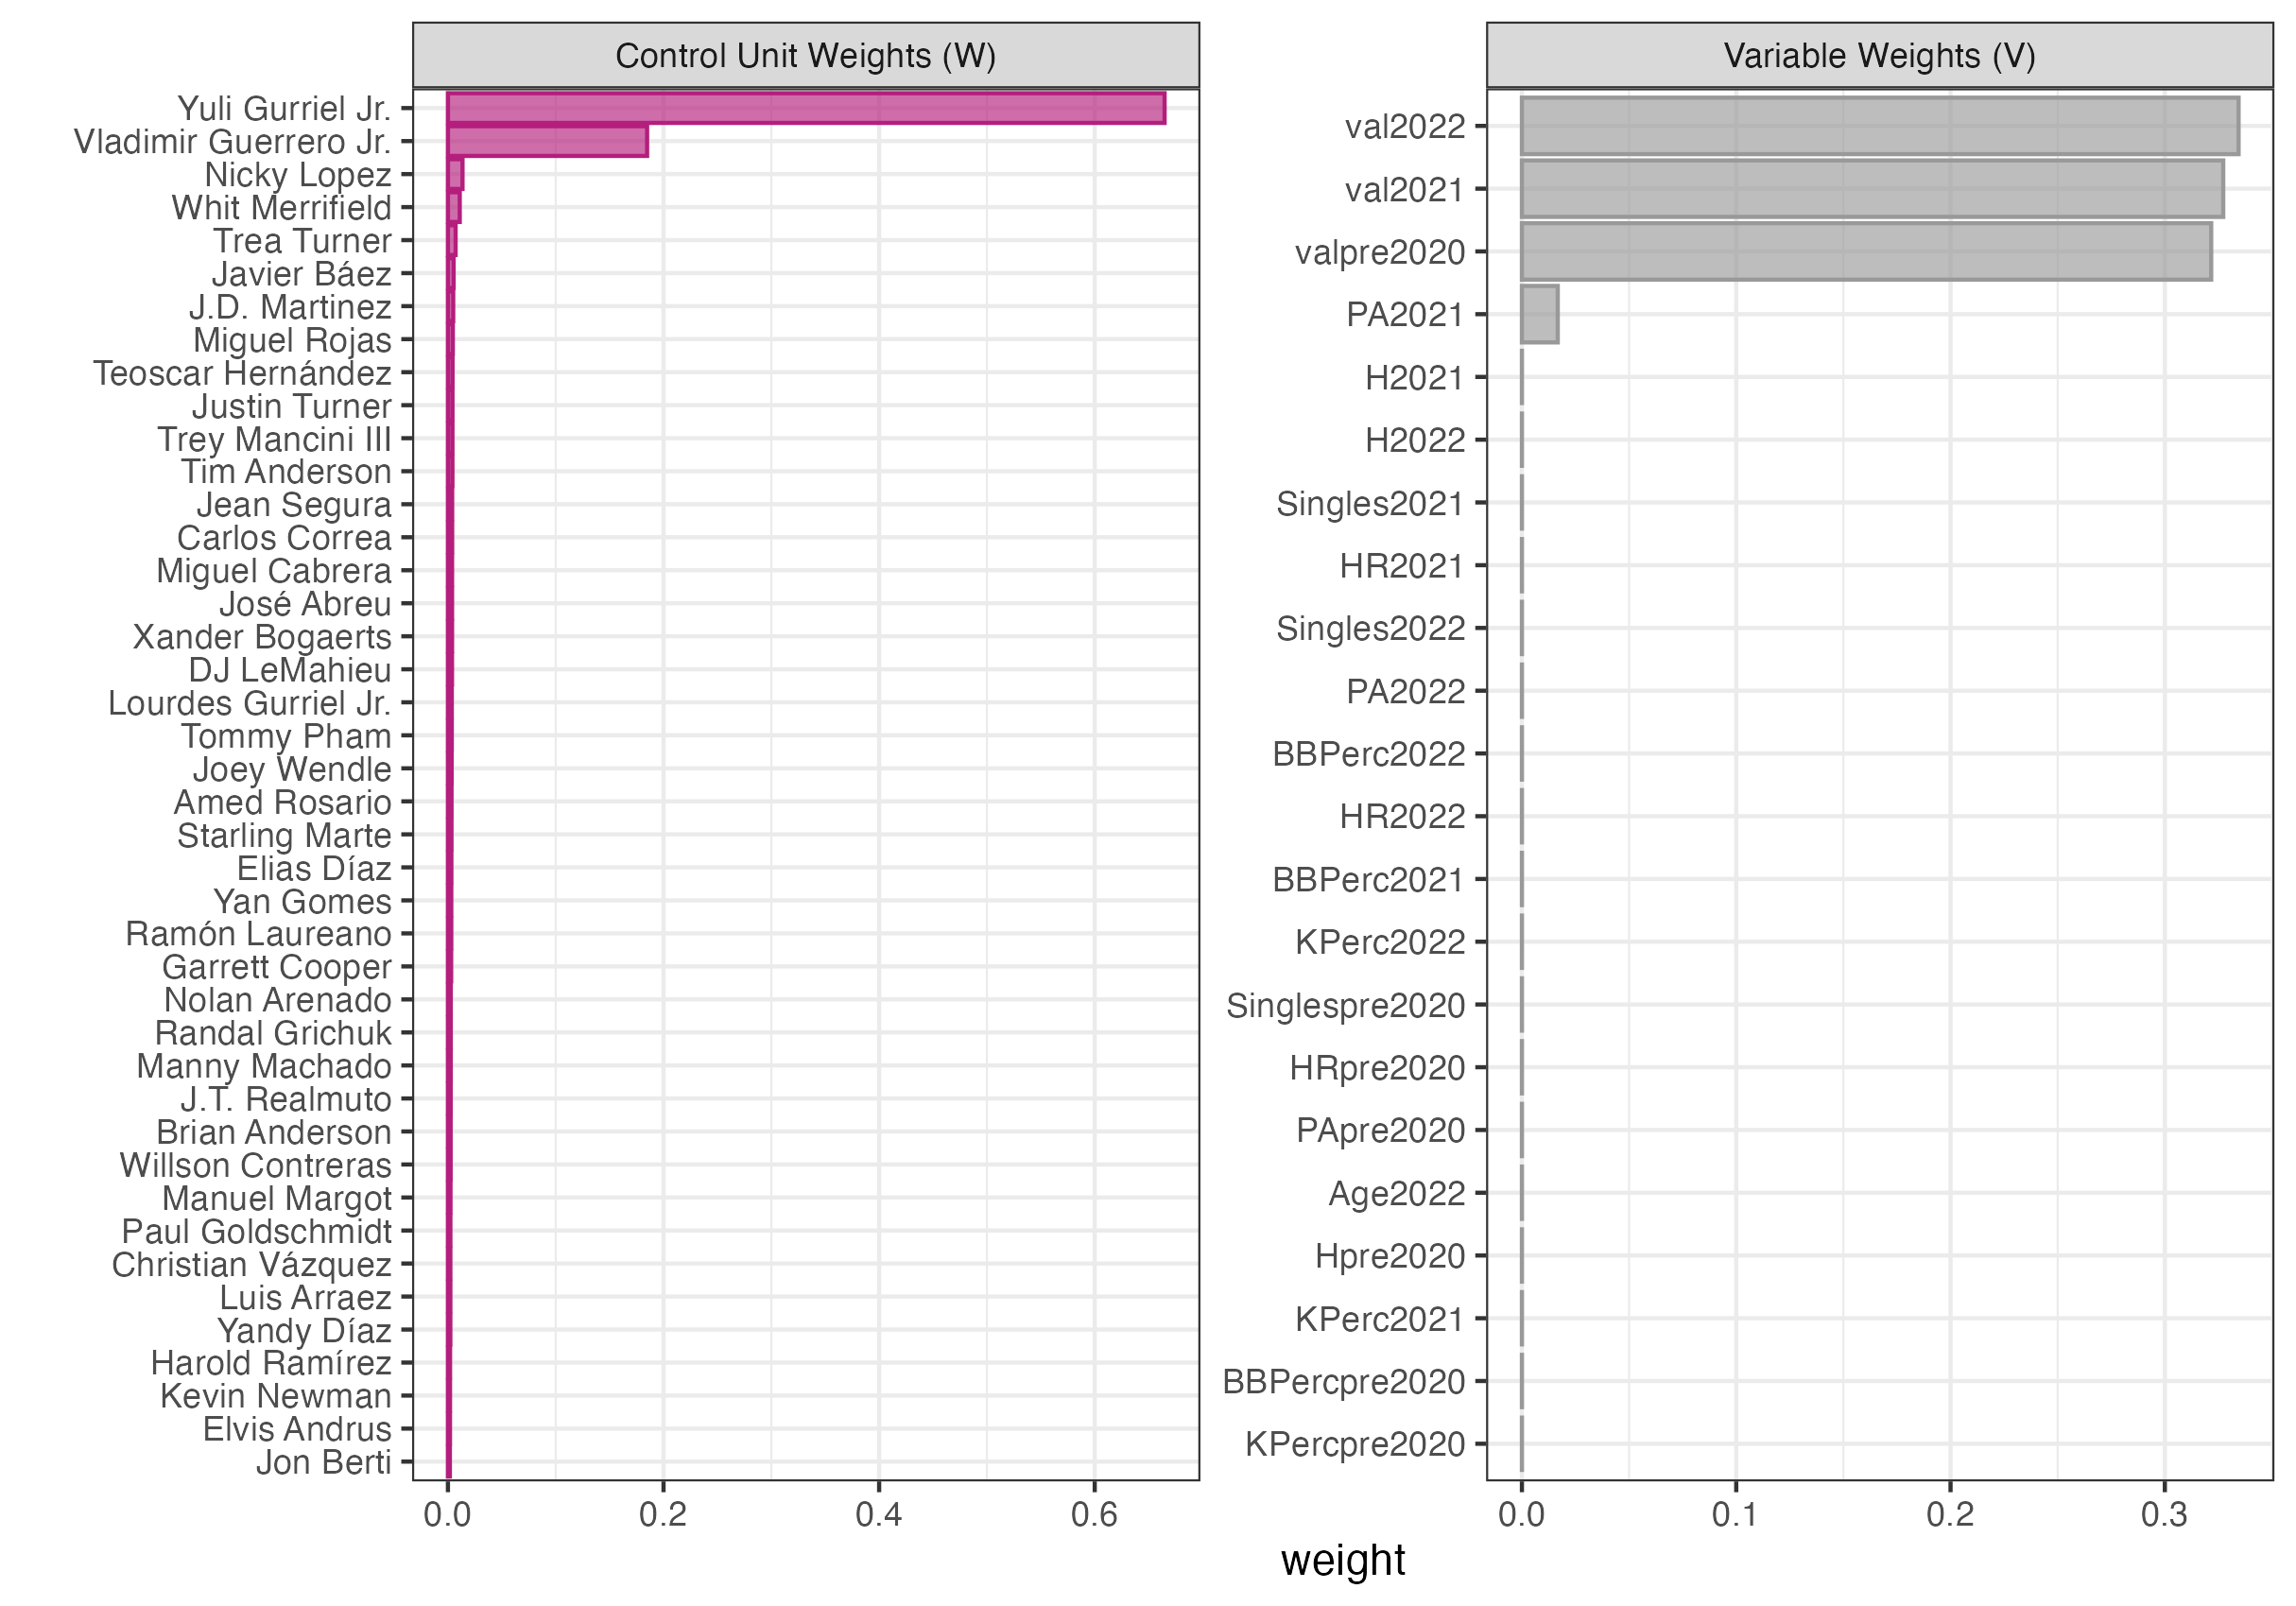 Control Unit Weights (W)
Yuli Gurriel Jr.
Vladimir Guerrero Jr.
Nicky Lopez
Whit Merrifield
Trea Turner
Javier Báez
J.D. Martinez
Miguel Rojas
Teoscar Hernández
Justin Turner
Trey Mancini III
Tim Anderson
Jean Segura
Carlos Correa
Miguel Cabrera
José Abreu
Xander Bogaerts
DJ LeMahieu
Lourdes Gurriel Jr.
Tommy Pham
Joey Wendle
Amed Rosario
Starling Marte
Elias Díaz
Yan Gomes
Ramón Laureano
Garrett Cooper
Nolan Arenado
Randal Grichuk
Manny Machado
J.T. Realmuto
Brian Anderson
Willson Contreras
Manuel Margot
Paul Goldschmidt
Christian Vázquez
Luis Arraez
Yandy Díaz
Harold Ramírez
Kevin Newman
Elvis Andrus
Jon Berti
0.0 0.2 0.4 0.6
Variable Weights (V)
val2022
val2021
valpre2020
PA2021
H2021
H2022
Singles2021
HR2021
Singles2022
PA2022
BBPerc2022
HR2022
BBPerc2021
KPerc2022
Singlespre2020
HRpre2020
PApre2020
Age2022
Hpre2020
KPerc2021
BBPercpre2020
KPercpre2020
0.0 0.1 0.2 0.3
weight